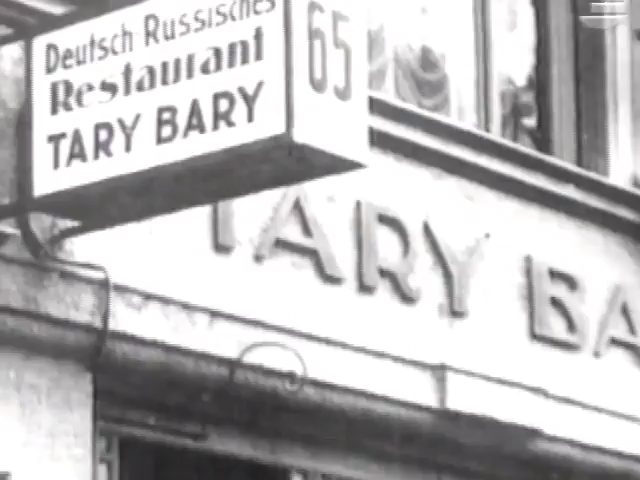 Deutsch Russisches
Restaurant
TARY BARY
65
TARY BA